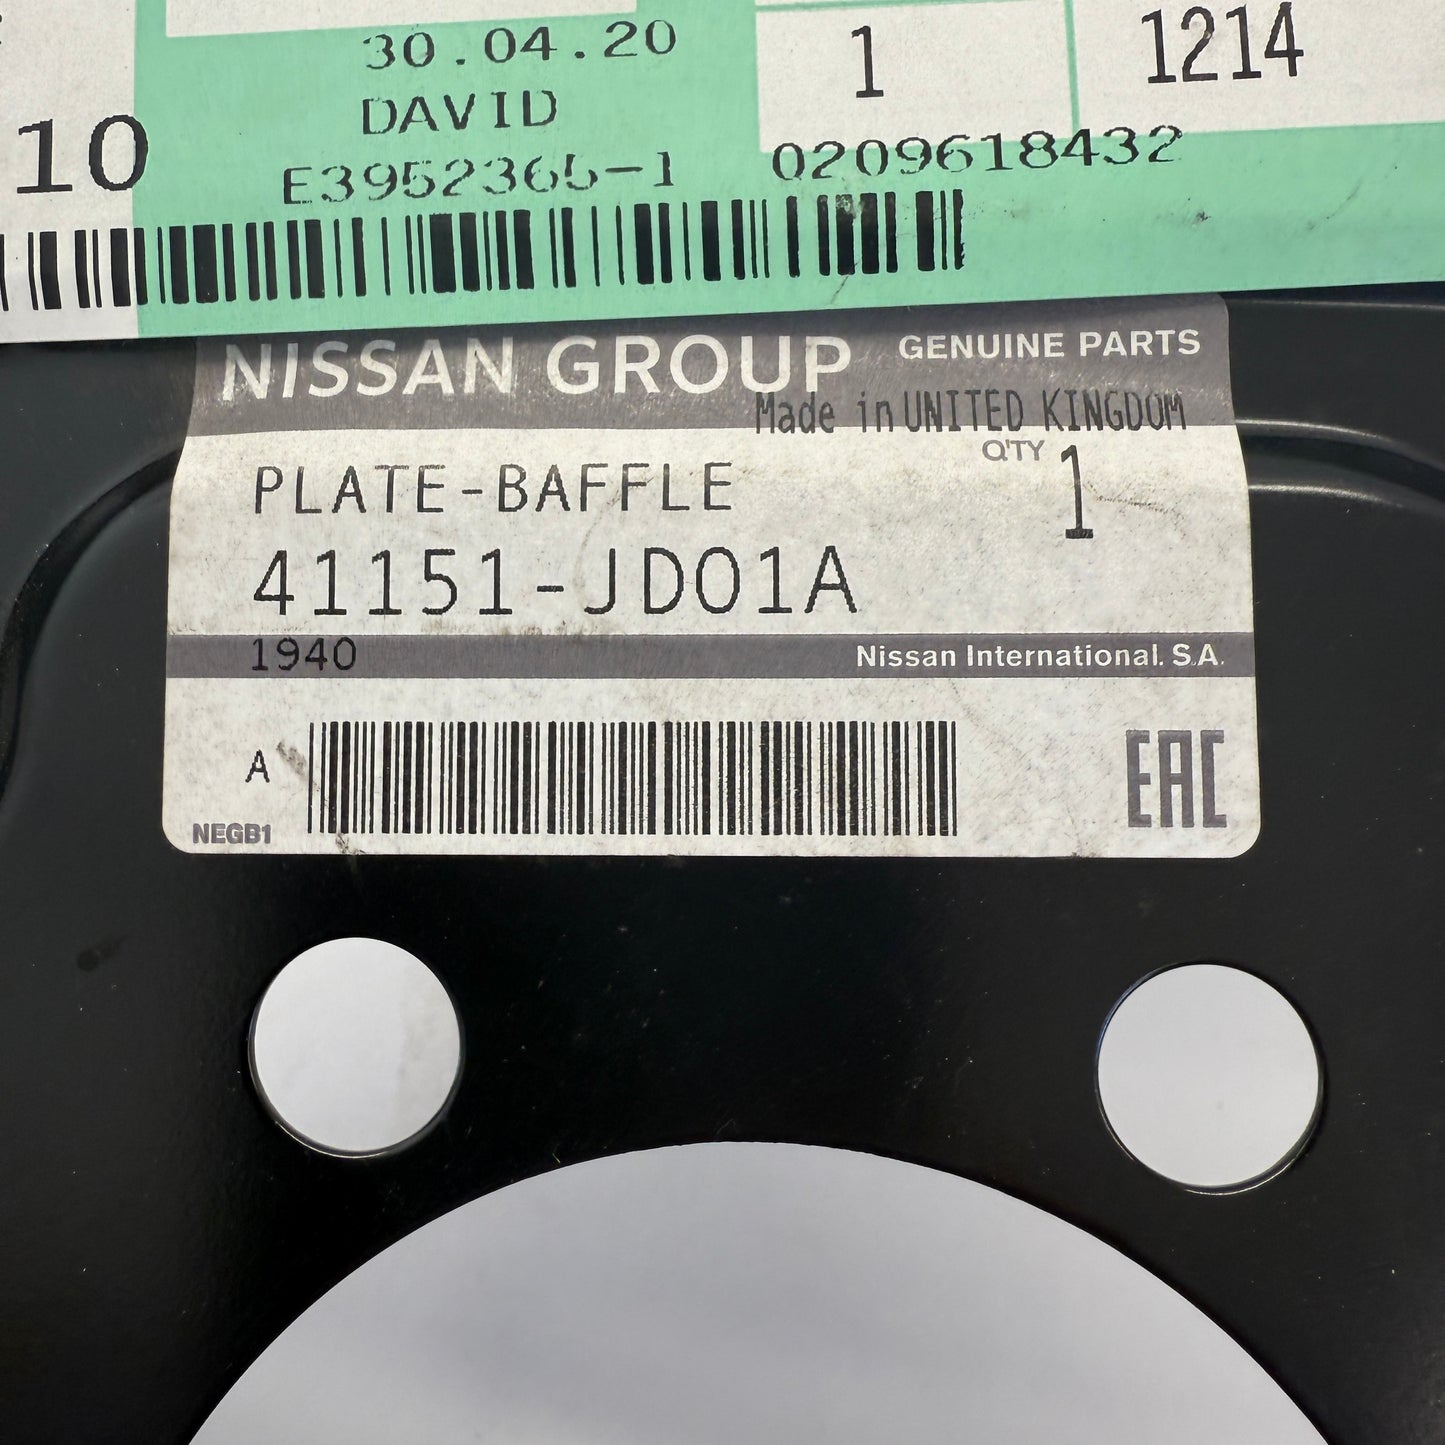 30.04.20
1
1214
DAVID
10
E3952365-1
0209618432
NISSAN GROUP
GENUINE PARTS
Made in UNITED KINGDOM
Q'TY
1
PLATE-BAFFLE
41151-JD01A
1940
Nissan International. S.A.
A
NEGB1
EAC